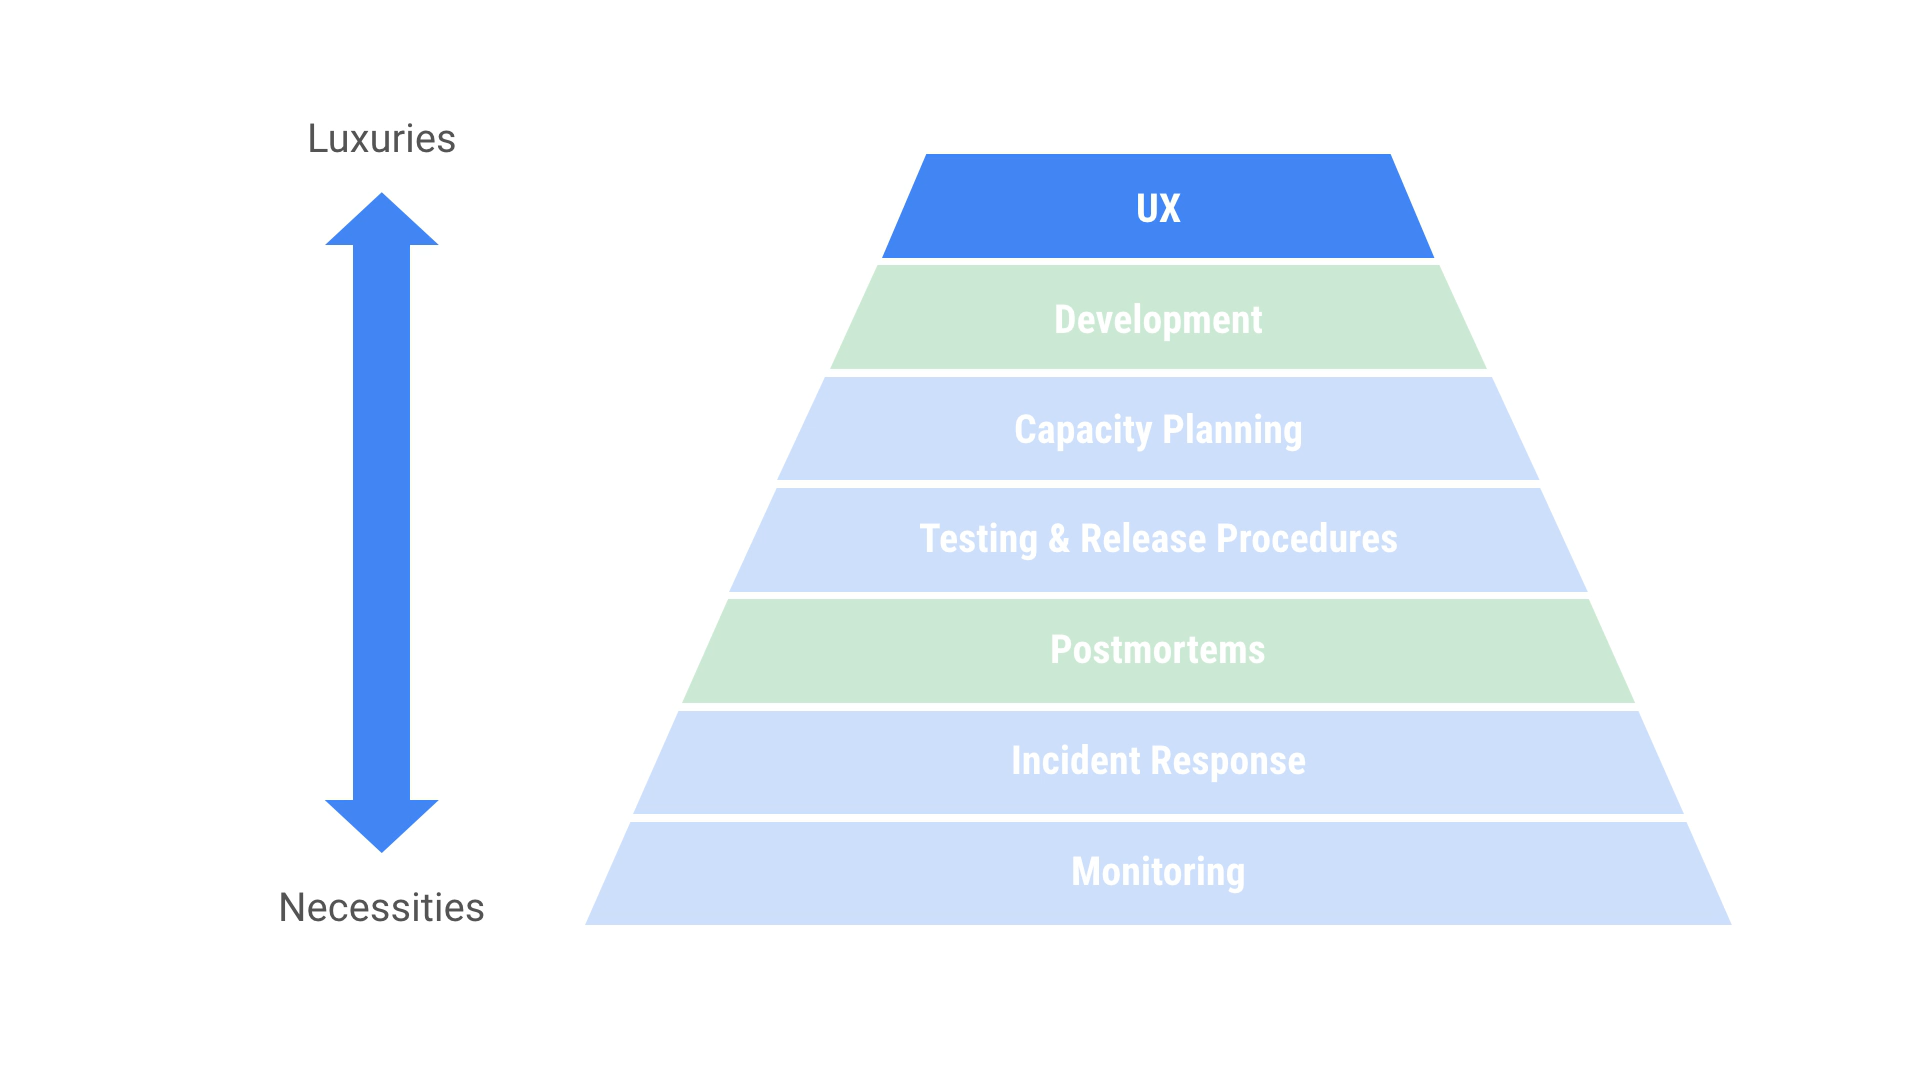 Luxuries
UX
Development
Capacity Planning
Testing & Release Procedures
Postmortems
Incident Response
Monitoring
Necessities